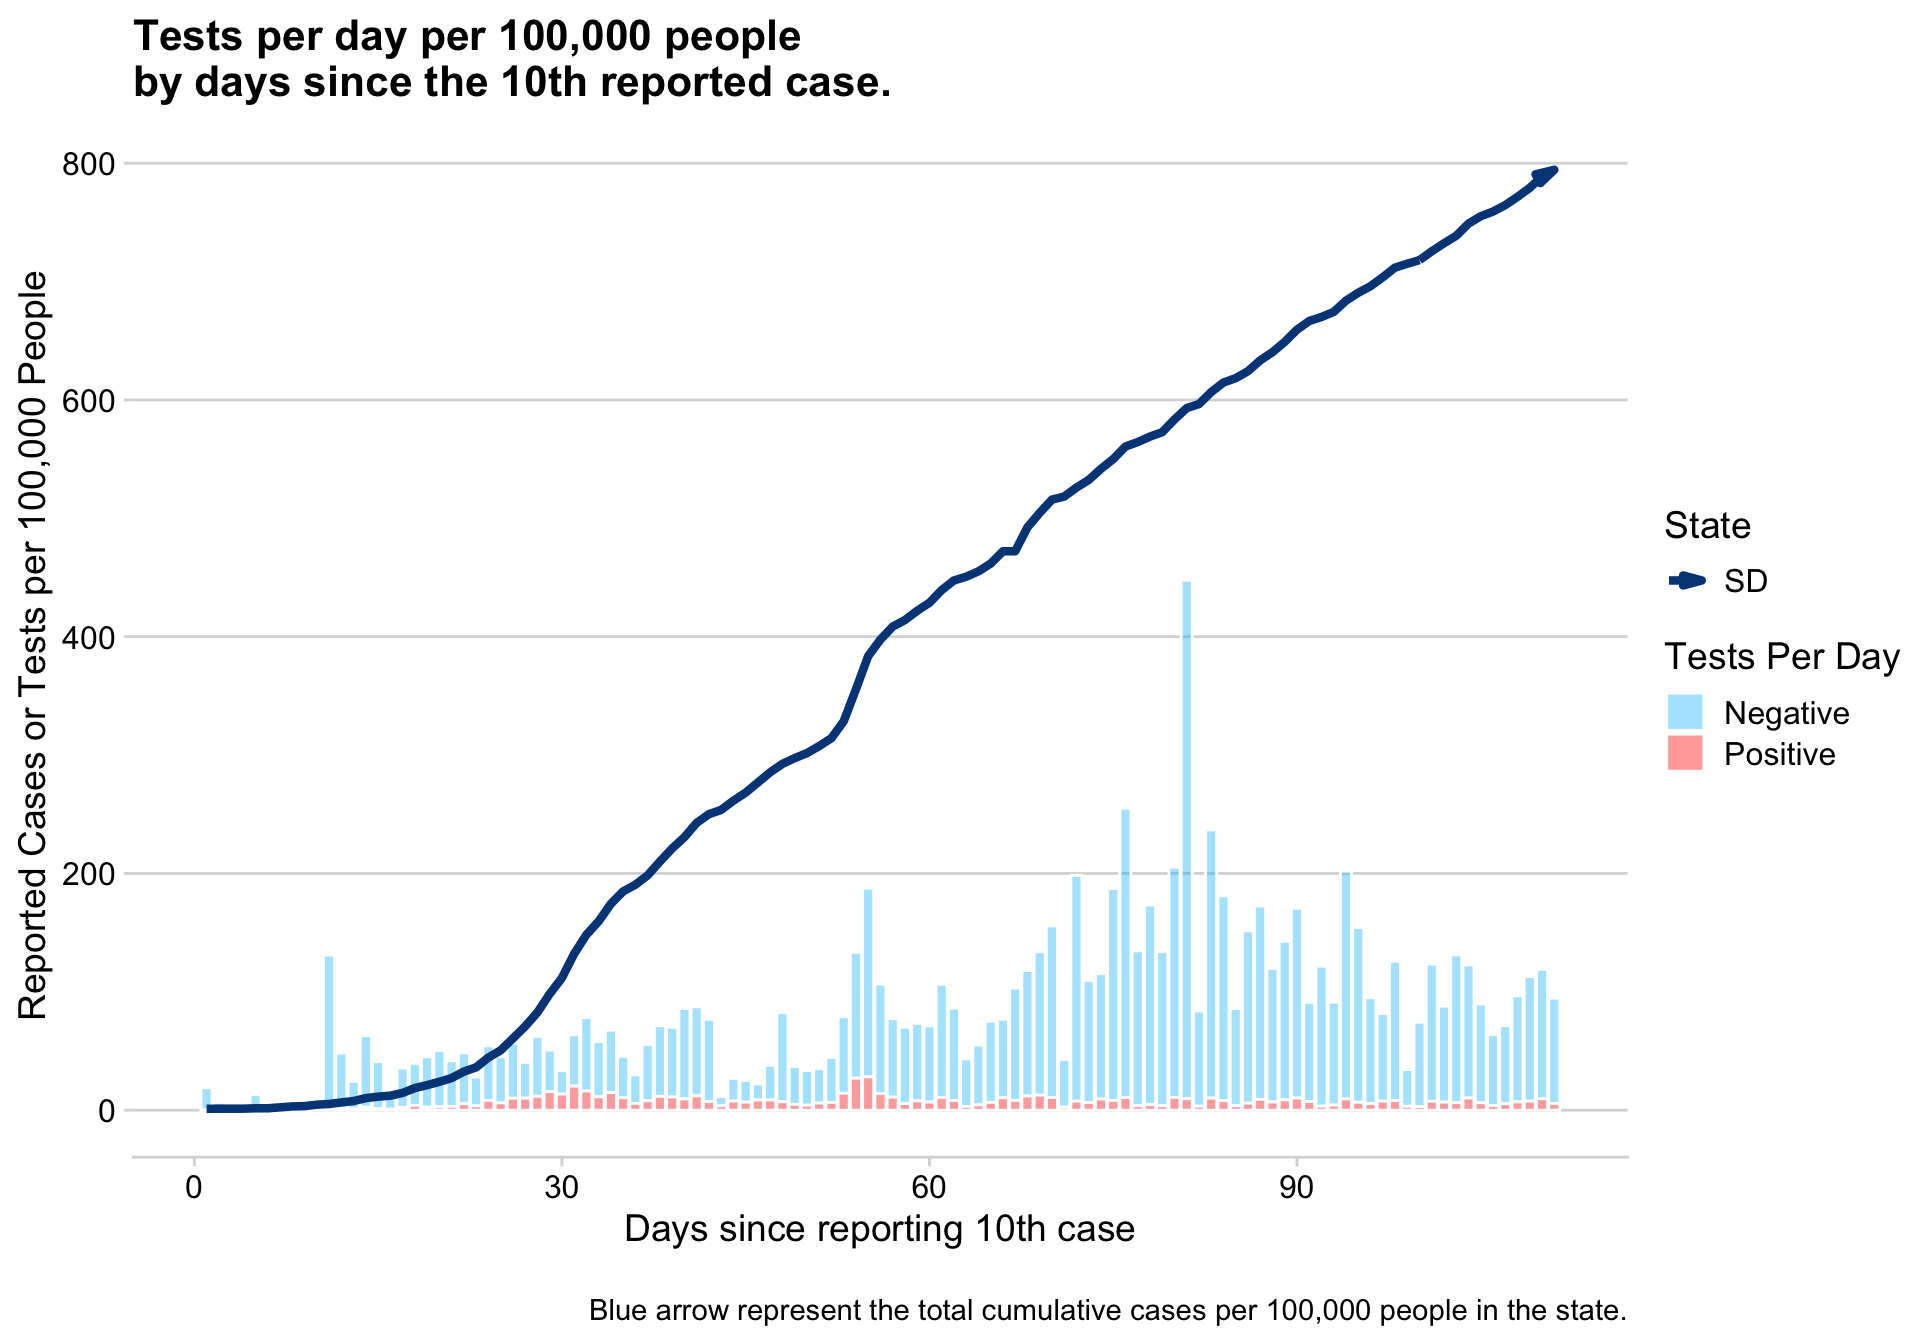 Tests per day per 100,000 people
by days since the 10th reported case.
Reported Cases or Tests per 100,000 People
800
600
400
200
0
0
30
60
90
Days since reporting 10th case
State
SD
Tests Per Day
Negative
Positive
Blue arrow represent the total cumulative cases per 100,000 people in the state.